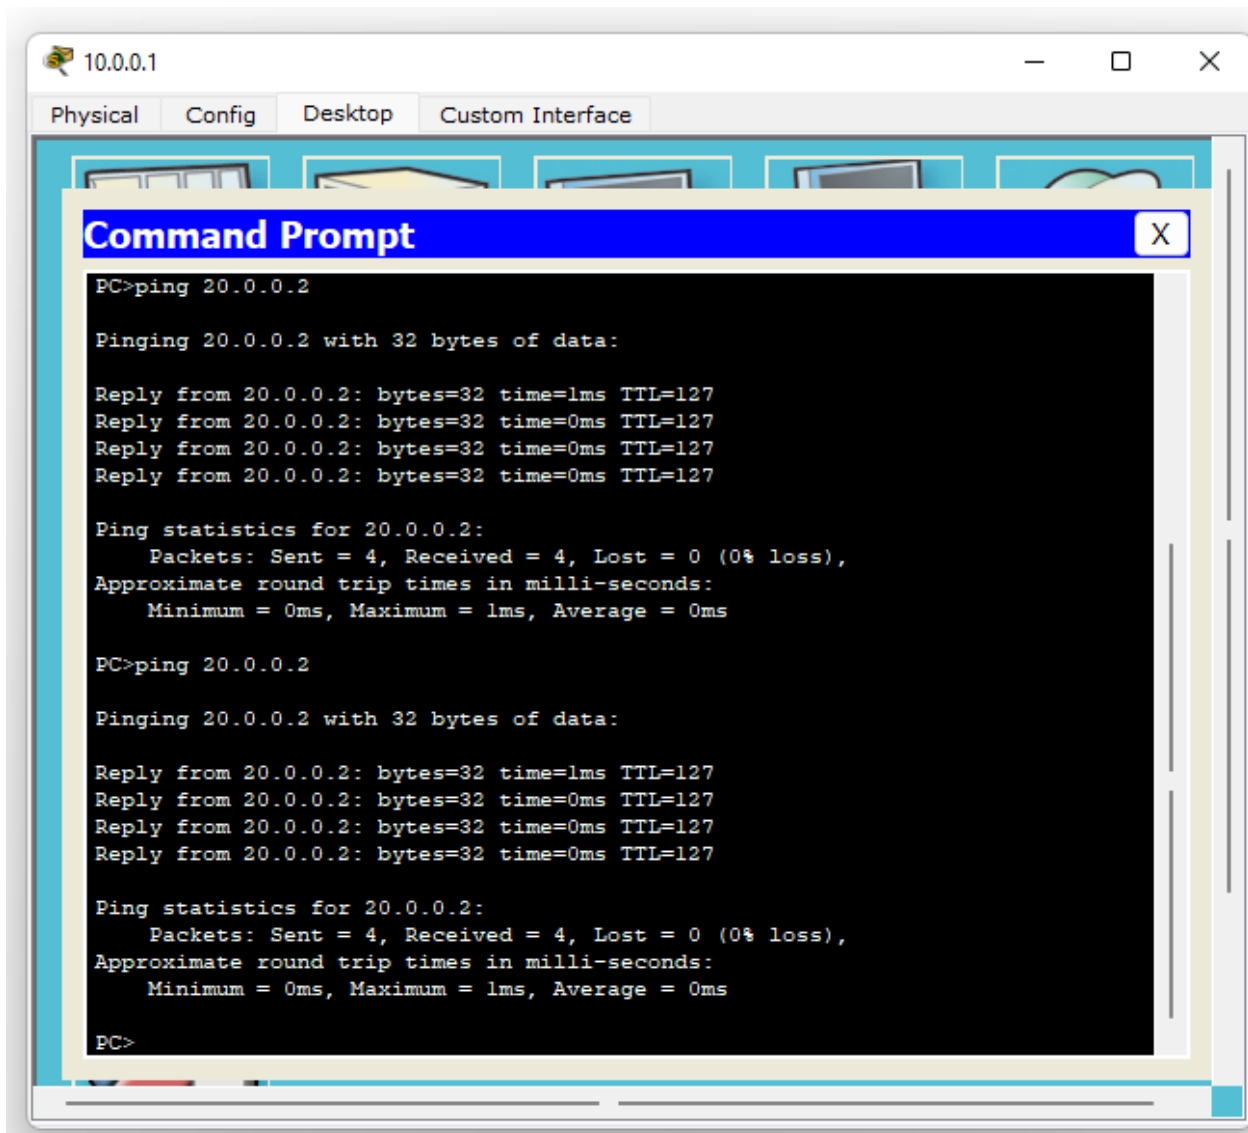 10.0.0.1
Physical Config Desktop Custom Interface
Command Prompt X
PC>ping 20.0.0.2
Pinging 20.0.0.2 with 32 bytes of data:
Reply from 20.0.0.2: bytes=32 time=1ms TTL=127
Reply from 20.0.0.2: bytes=32 time=0ms TTL=127
Reply from 20.0.0.2: bytes=32 time=0ms TTL=127
Reply from 20.0.0.2: bytes=32 time=0ms TTL=127
Ping statistics for 20.0.0.2:
Packets: Sent = 4, Received = 4, Lost = 0 (0% loss),
Approximate round trip times in milli-seconds:
Minimum = 0ms, Maximum = 1ms, Average = 0ms
PC>ping 20.0.0.2
Pinging 20.0.0.2 with 32 bytes of data:
Reply from 20.0.0.2: bytes=32 time=1ms TTL=127
Reply from 20.0.0.2: bytes=32 time=0ms TTL=127
Reply from 20.0.0.2: bytes=32 time=0ms TTL=127
Reply from 20.0.0.2: bytes=32 time=0ms TTL=127
Ping statistics for 20.0.0.2:
Packets: Sent = 4, Received = 4, Lost = 0 (0% loss),
Approximate round trip times in milli-seconds:
Minimum = 0ms, Maximum = 1ms, Average = 0ms
PC>